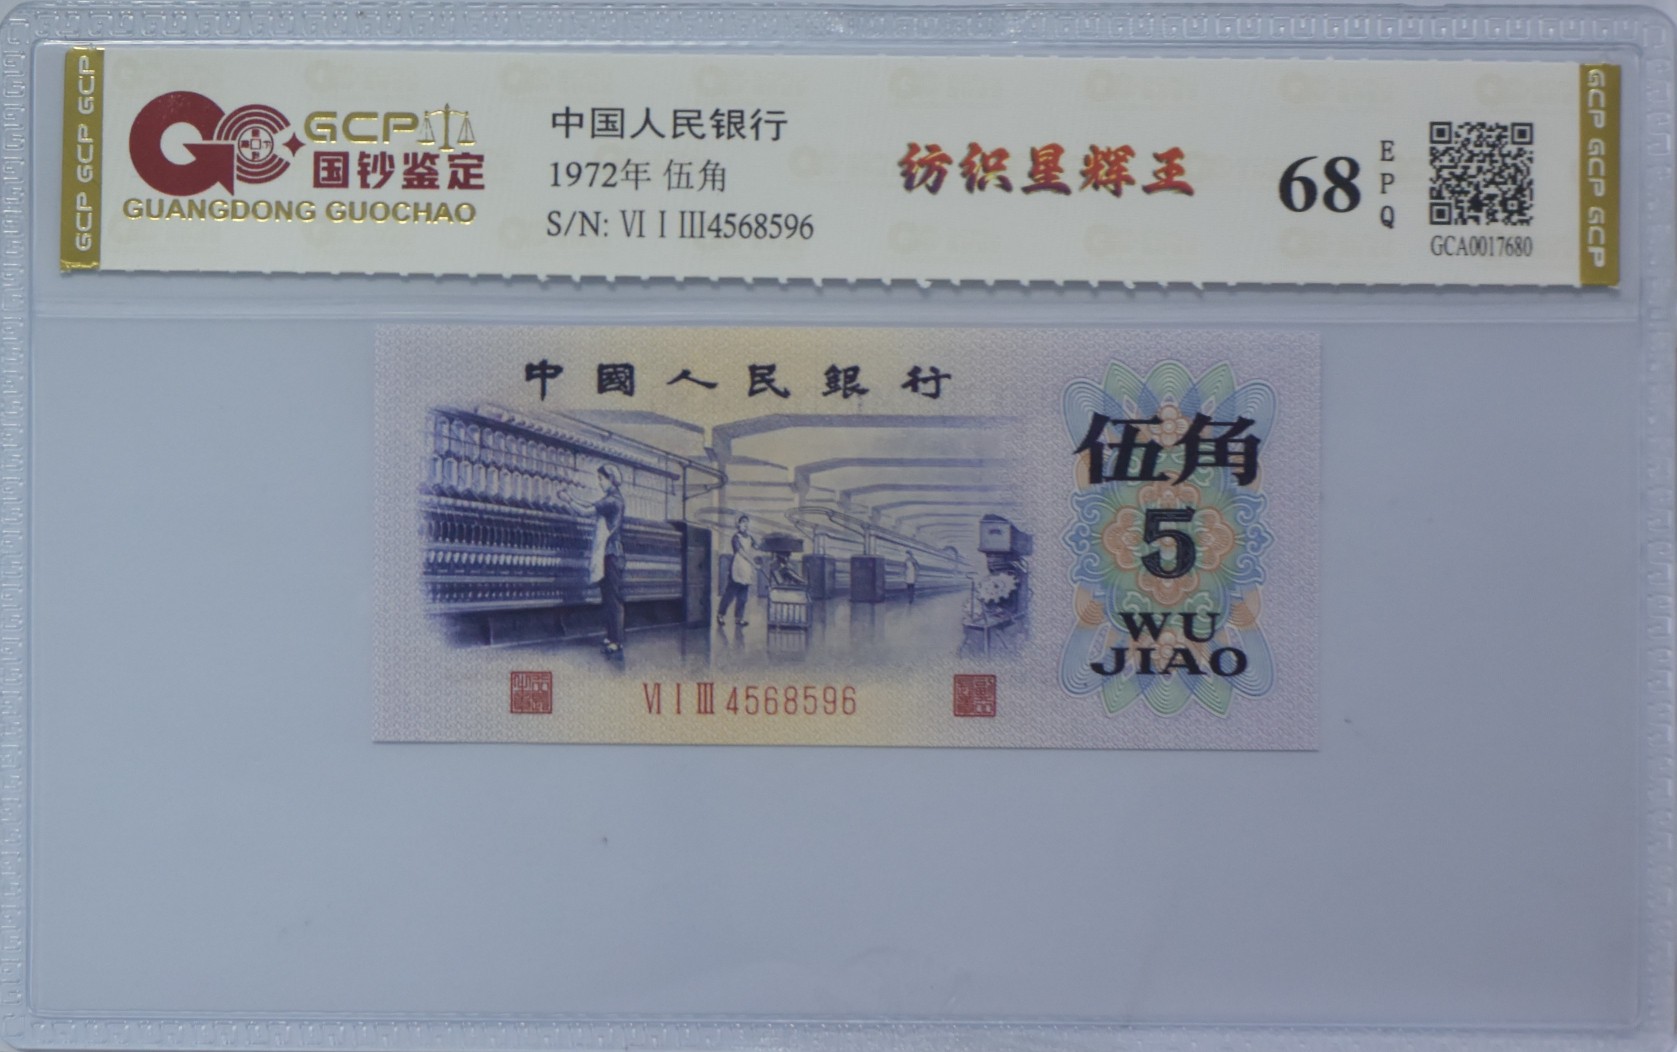 GCP GCP GCP
GCP
国钞鉴定
GUANGDONG GUOCHAO
中国人民银行
1972年 伍角
S/N: VI I III4568596
纺织星辉王
68
EPQ
GCA0017680
GCP GCP GCP
中國人民銀行
伍角
5
WU
JIAO
VI I III 4568596